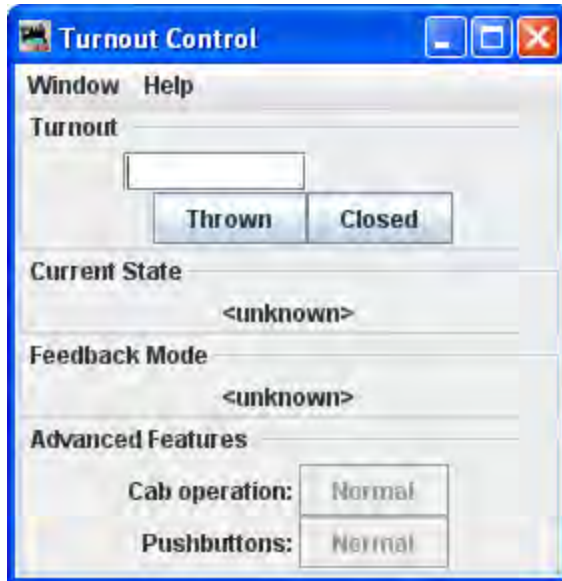 Turnout Control
Window Help
Turnout
Thrown Closed
Current State
<unknown>
Feedback Mode
<unknown>
Advanced Features
Cab operation: Normal
Pushbuttons: Normal